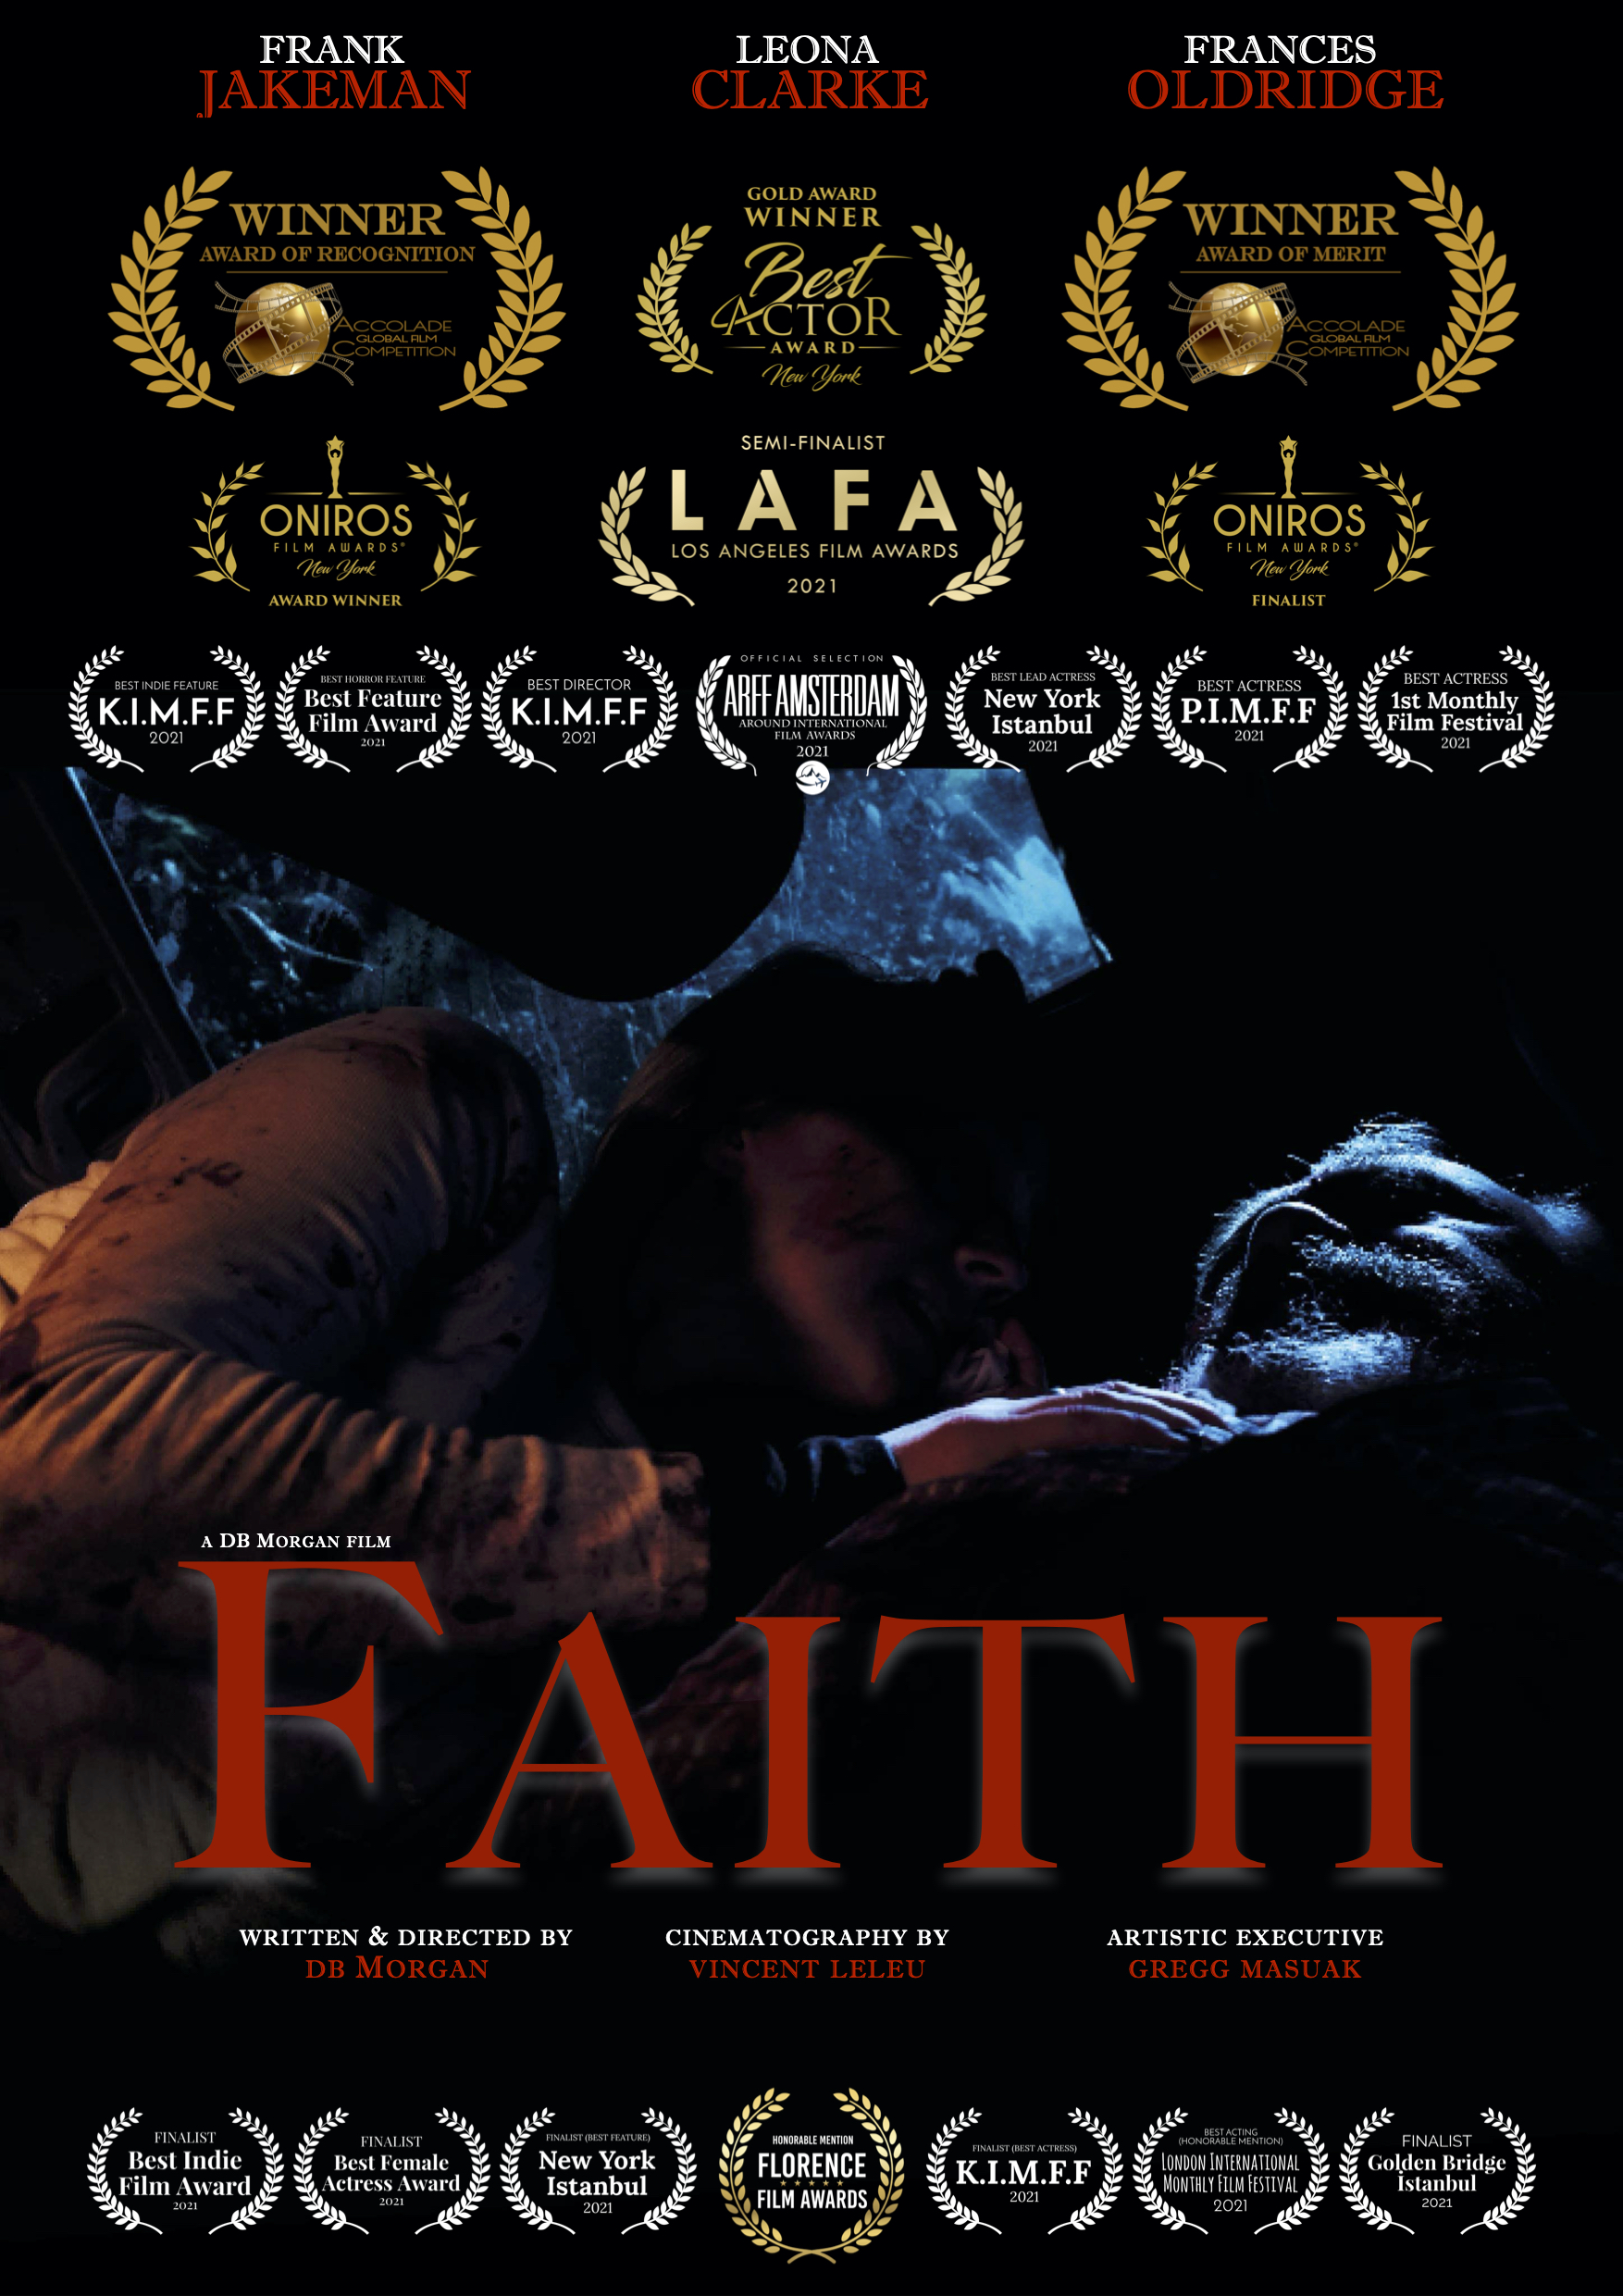 FRANK
JAKEMAN
LEONA
CLARKE
FRANCES
OLDRIDGE
WINNER
AWARD OF RECOGNITION
ACCOLADE
GLOBAL FILM
COMPETITION
GOLD AWARD
WINNER
Best
ACTOR
AWARD
New York
WINNER
AWARD OF MERIT
ACCOLADE
GLOBAL FILM
COMPETITION
ONIROS
FILM AWARDS®
New York
AWARD WINNER
SEMI-FINALIST
LAFA
LOS ANGELES FILM AWARDS
2021
ONIROS
FILM AWARDS®
New York
FINALIST
BEST INDIE FEATURE
K.I.M.F.F
2021
BEST HORROR FEATURE
Best Feature
Film Award
2021
BEST DIRECTOR
K.I.M.F.F
2021
OFFICIAL SELECTION
ARFF AMSTERDAM
AROUND INTERNATIONAL
FILM AWARDS
2021
BEST LEAD ACTRESS
New York
Istanbul
2021
BEST ACTRESS
P.I.M.F.F
2021
BEST ACTRESS
1st Monthly
Film Festival
2021
A DB MORGAN FILM
FAITH
WRITTEN & DIRECTED BY
DB MORGAN
CINEMATOGRAPHY BY
VINCENT LELEU
ARTISTIC EXECUTIVE
GREGG MASUAK
FINALIST
Best Indie
Film Award
2021
FINALIST
Best Female
Actress Award
2021
FINALIST (BEST FEATURE)
New York
Istanbul
2021
HONORABLE MENTION
FLORENCE
FILM AWARDS
FINALIST (BEST ACTRESS)
K.I.M.F.F
2021
BEST ACTING
(HONORABLE MENTION)
LONDON INTERNATIONAL
MONTHLY FILM FESTIVAL
2021
FINALIST
Golden Bridge
Istanbul
2021